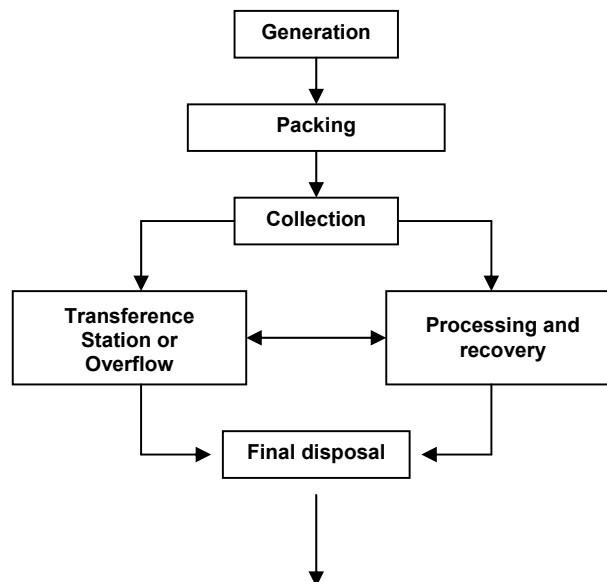 Generation
Packing
Collection
Transference
Station or
Overflow
Processing and
recovery
Final disposal